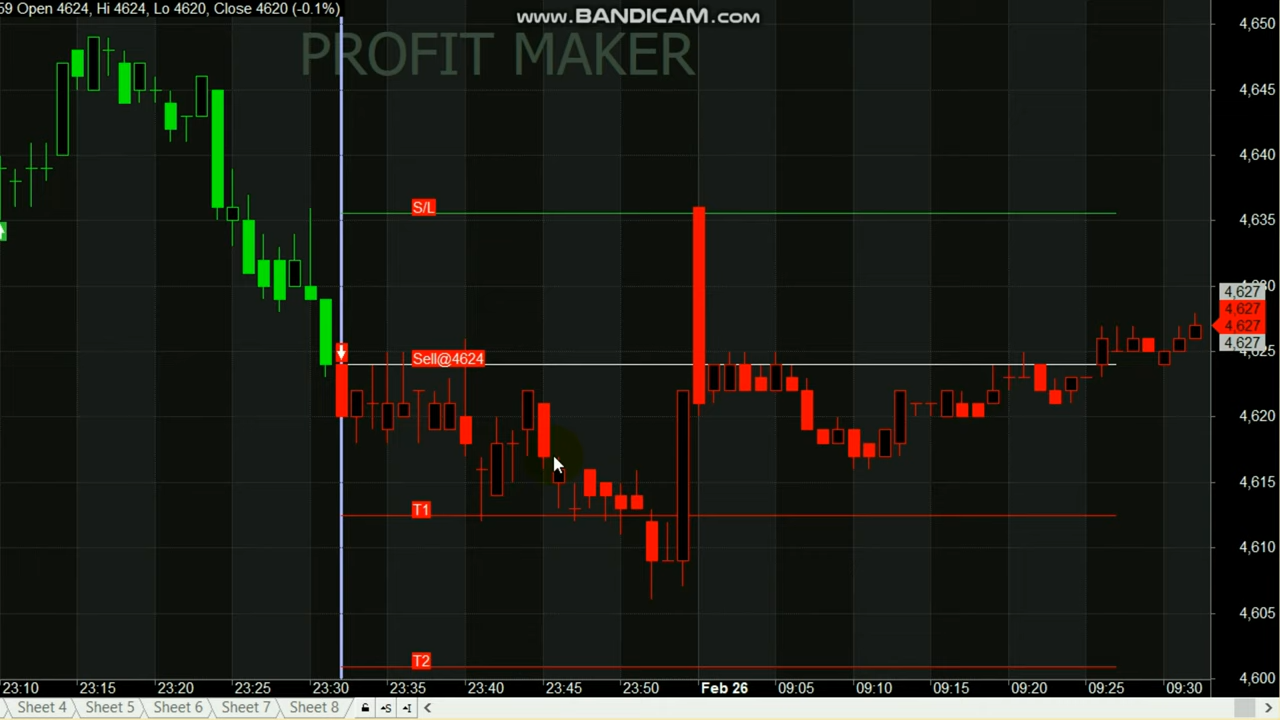 59 Open 4624, Hi 4624, Lo 4620, Close 4620 (-0.1%)
www.BANDICAM.com
PROFIT MAKER
4,650
4,645
4,640
S/L
4,635
4,627
4,627
4,627
4,627
Sell@4624
4,625
4,620
4,615
T1
4,610
4,605
T2
4,600
23:10 23:15 23:20 23:25 23:30 23:35 23:40 23:45 23:50 Feb 26 09:05 09:10 09:15 09:20 09:25 09:30
Sheet 4 Sheet 5 Sheet 6 Sheet 7 Sheet 8 S I